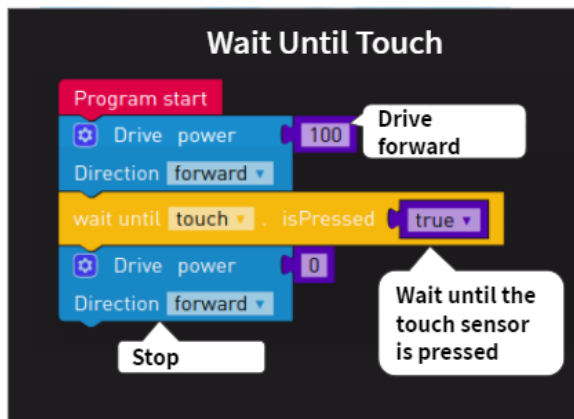 Wait Until Touch
Program start
Drive power 100
Drive
forward
Direction forward
wait until touch . isPressed true
Drive power 0
Direction forward
Wait until the
touch sensor
is pressed
Stop